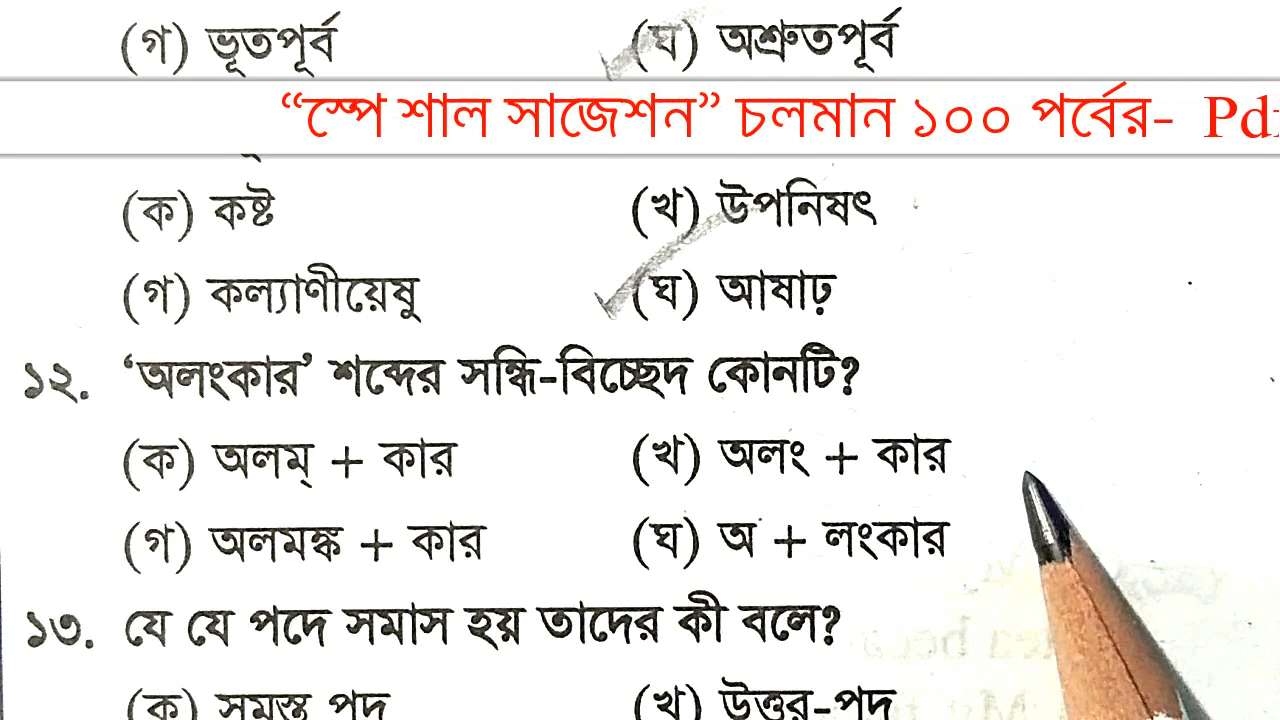 (গ) ভূতপূর্ব (ঘ) অশ্রুতপূর্ব
“স্পেশাল সাজেশন” চলমান ১০০ পর্বের-
(ক) কষ্ট (খ) উপনিষৎ
(গ) কল্যাণীয়েষু (ঘ) আষাঢ়
১২. ‘অলংকার’ শব্দের সন্ধি-বিচ্ছেদ কোনটি?
(ক) অলম্ + কার (খ) অলং + কার
(গ) অলমঙ্ক + কার (ঘ) অ + লংকার
১৩. যে যে পদে সমাস হয় তাদের কী বলে?
(ক) সমস্ত পদ (খ) উত্তর-পদ